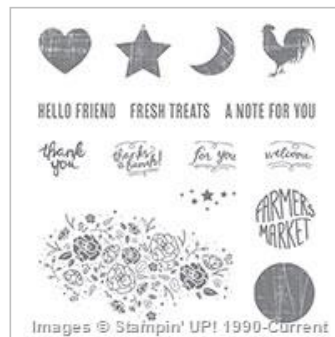 HELLO FRIEND FRESH TREATS A NOTE FOR YOU
thank you
thanks a bunch!
for you
welcome
FARMERS MARKET
Images © Stampin' UP! 1990-Current